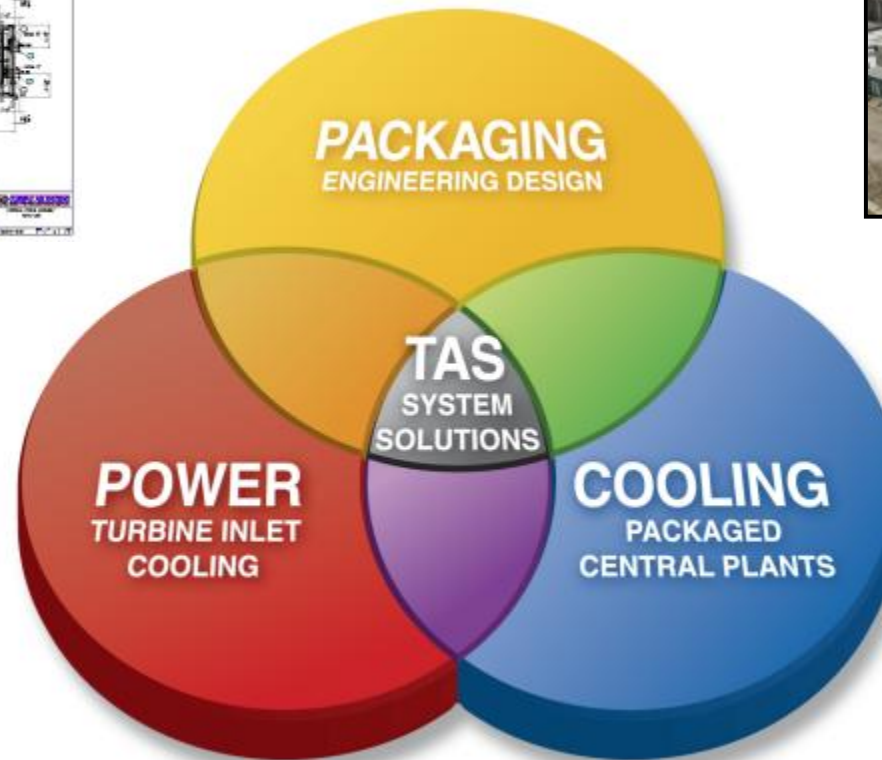 PACKAGING
ENGINEERING DESIGN
TAS
SYSTEM
SOLUTIONS
POWER
TURBINE INLET
COOLING
COOLING
PACKAGED
CENTRAL PLANTS